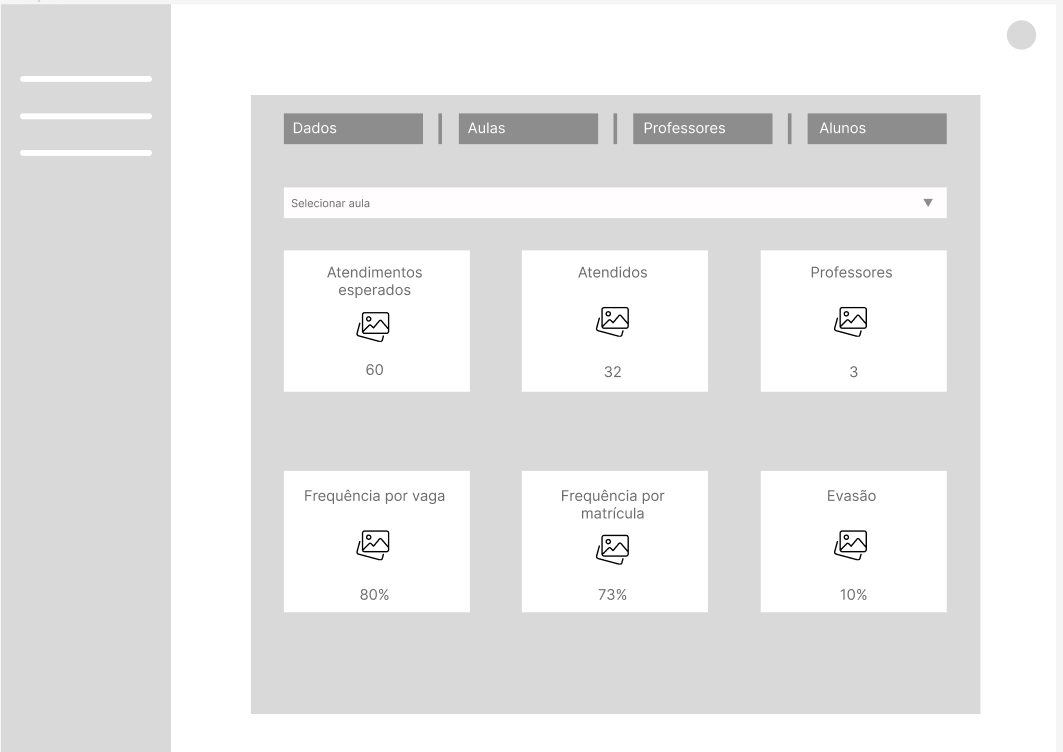 Dados
Aulas
Professores
Alunos
Selecionar aula
Atendimentos
esperados
60
Atendidos
32
Professores
3
Frequência por vaga
80%
Frequência por
matrícula
73%
Evasão
10%